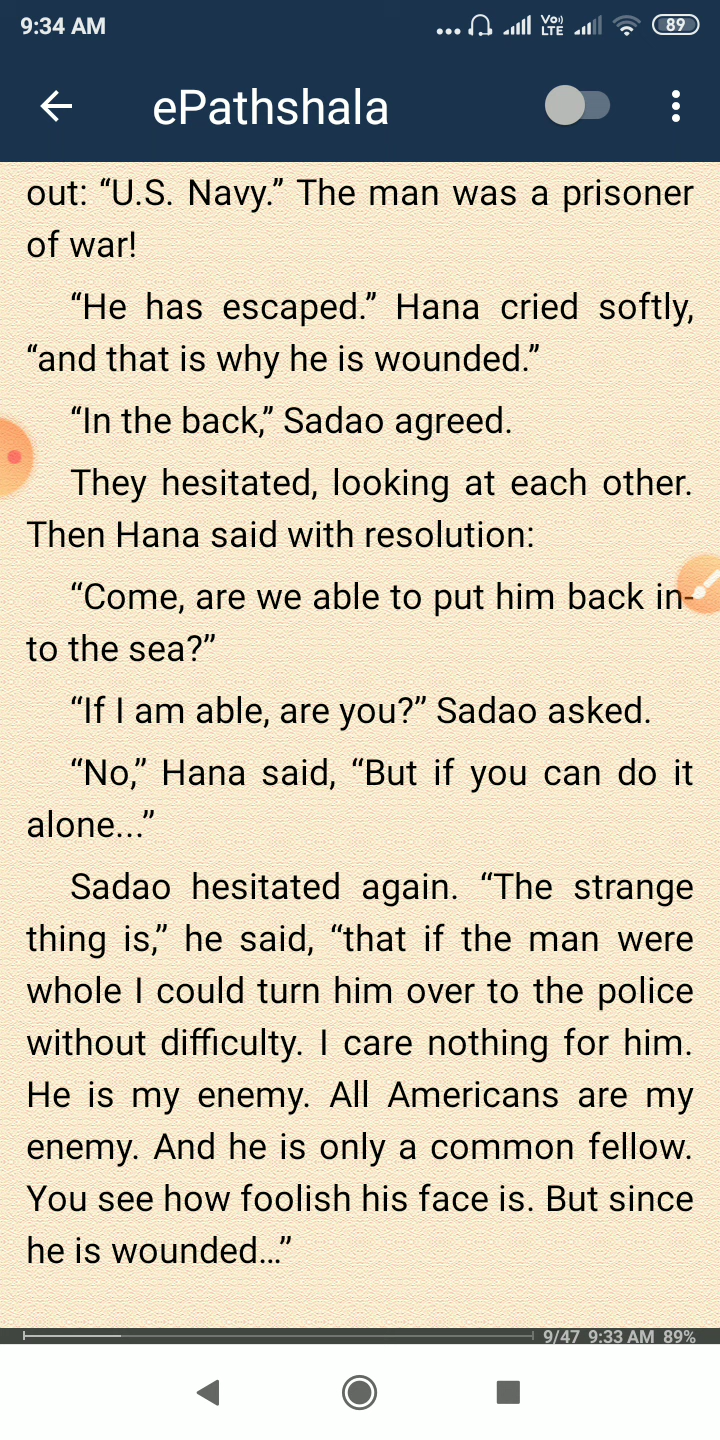 9:34 AM
Vo)) LTE
89
ePathshala
out: “U.S. Navy.” The man was a prisoner
of war!
“He has escaped.” Hana cried softly,
“and that is why he is wounded.”
“In the back,” Sadao agreed.
They hesitated, looking at each other.
Then Hana said with resolution:
“Come, are we able to put him back in-
to the sea?”
“If I am able, are you?” Sadao asked.
“No,” Hana said, “But if you can do it
alone...”
Sadao hesitated again. “The strange
thing is,” he said, “that if the man were
whole I could turn him over to the police
without difficulty. I care nothing for him.
He is my enemy. All Americans are my
enemy. And he is only a common fellow.
You see how foolish his face is. But since
he is wounded…”
9/47 9:33 AM 89%